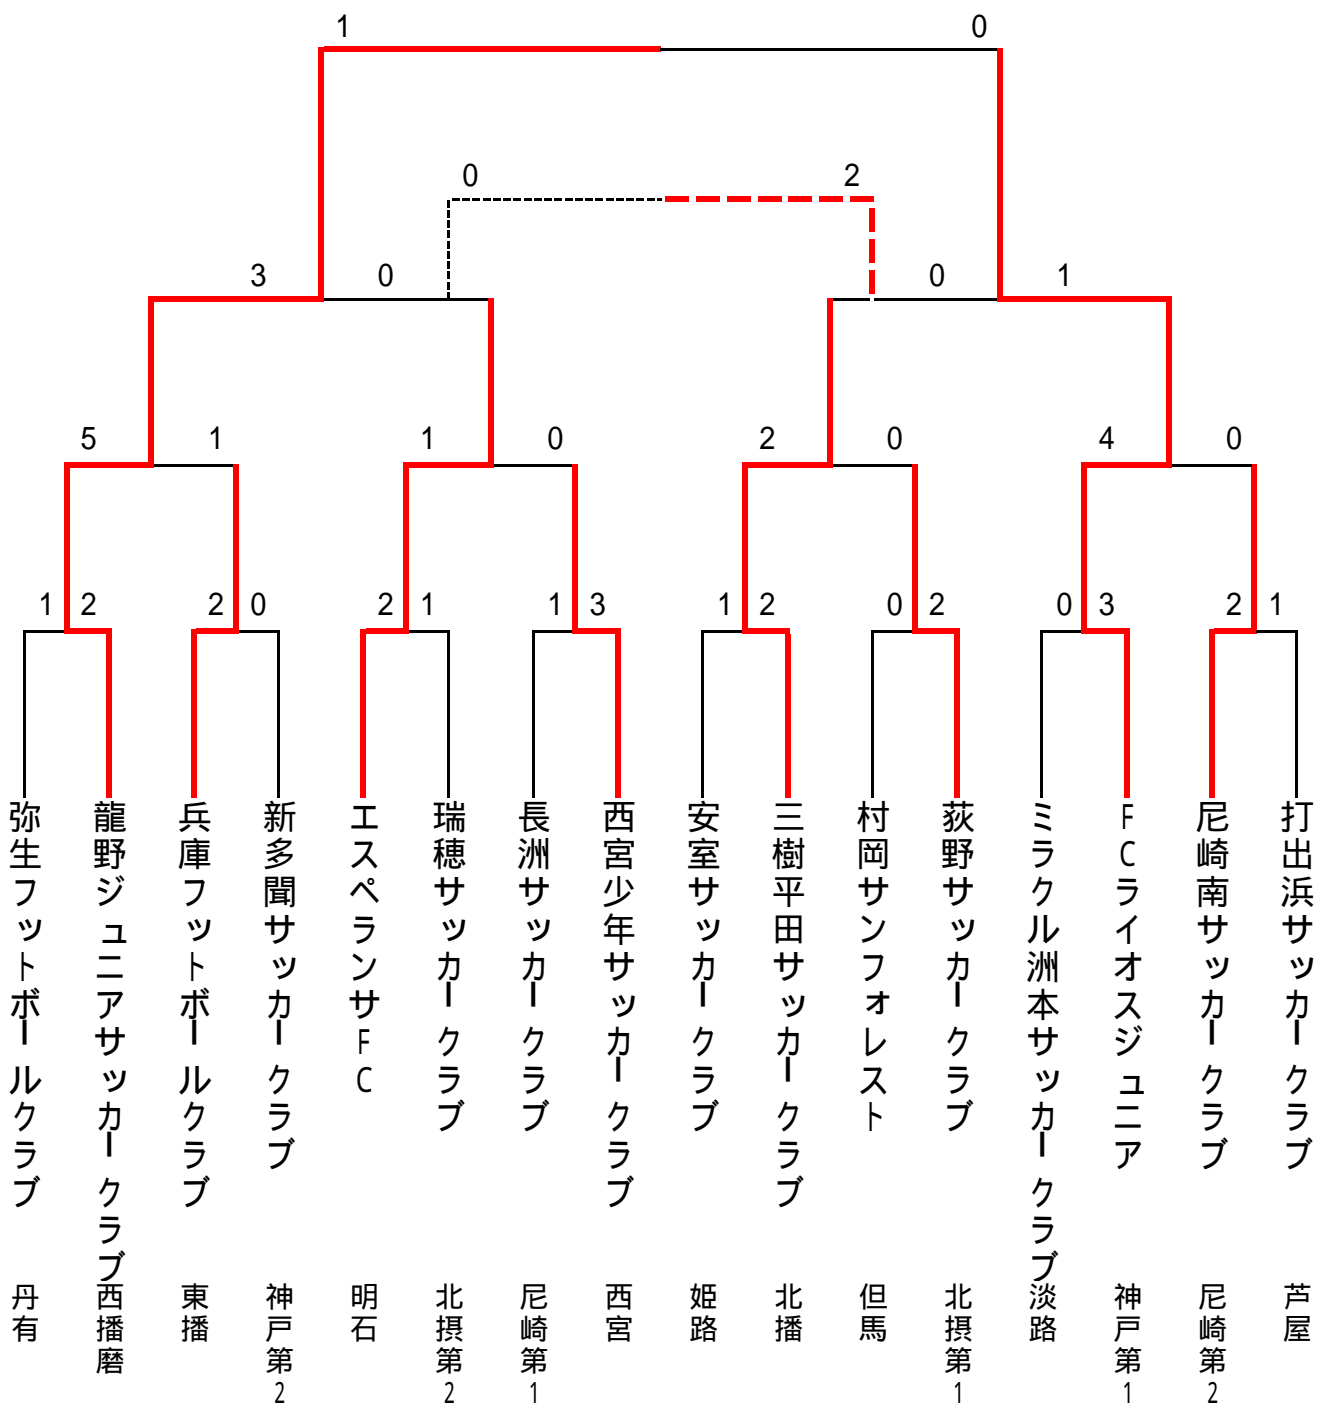 1 0
0 2
3 0 0 1
5 1 1 0 2 0 4 0
1 2 2 0 2 1 1 3 1 2 0 2 0 3 2 1
弥生フットボールクラブ
龍野ジュニアサッカークラブ
兵庫フットボールクラブ
新多聞サッカークラブ
エスペランサFC
瑞穂サッカークラブ
長洲サッカークラブ
西宮少年サッカークラブ
安室サッカークラブ
三樹平田サッカークラブ
村岡サンフォレスト
荻野サッカークラブ
ミラクル洲本サッカークラブ
FCライオスジュニア
尼崎南サッカークラブ
打出浜サッカークラブ
丹有
西播磨
東播
神戸第2
明石
北摂第2
尼崎第1
西宮
姫路
北播
但馬
北摂第1
淡路
神戸第1
尼崎第2
芦屋